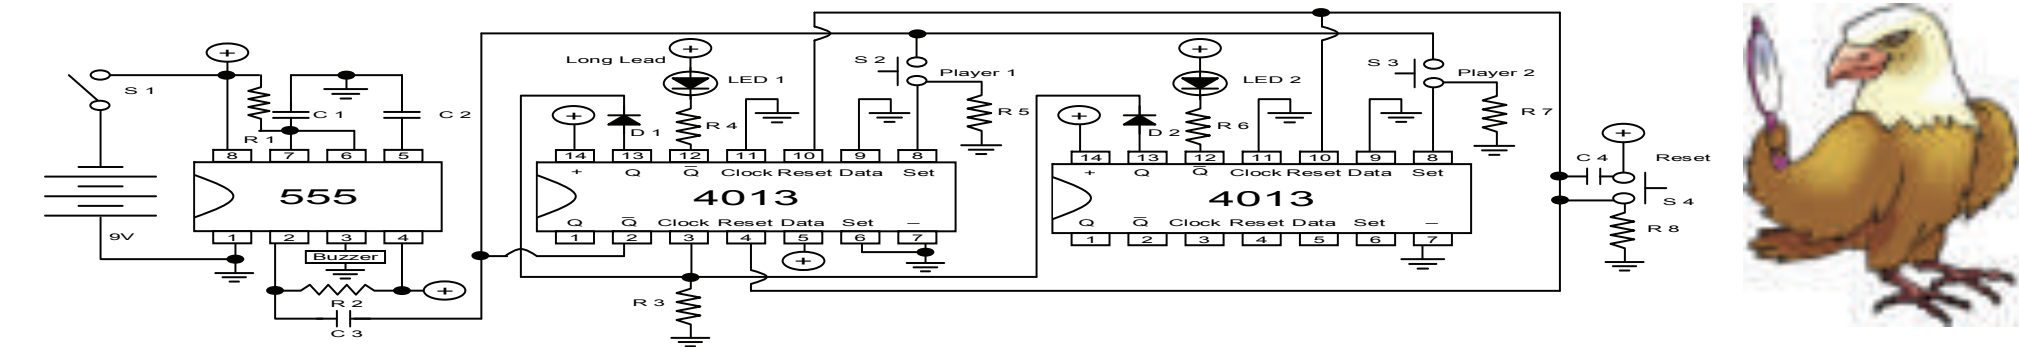 Long Lead
S 1
LED 1
S 2
Player 1
LED 2
S 3
Player 2
C 1
C 2
R 1
D 1
R 4
R 5
D 2
R 6
R 7
C 4
Reset
S 4
R 8
8 7 6 5
14 13 12 11 10 9 8
14 13 12 11 10 9 8
+ Q Q̅ Clock Reset Data Set
+ Q Q̅ Clock Reset Data Set
555
4013
4013
Q Q̅ Clock Reset Data Set –
Q Q̅ Clock Reset Data Set –
9V
1 2 3 4
1 2 3 4 5 6 7
1 2 3 4 5 6 7
Buzzer
R 2
C 3
R 3